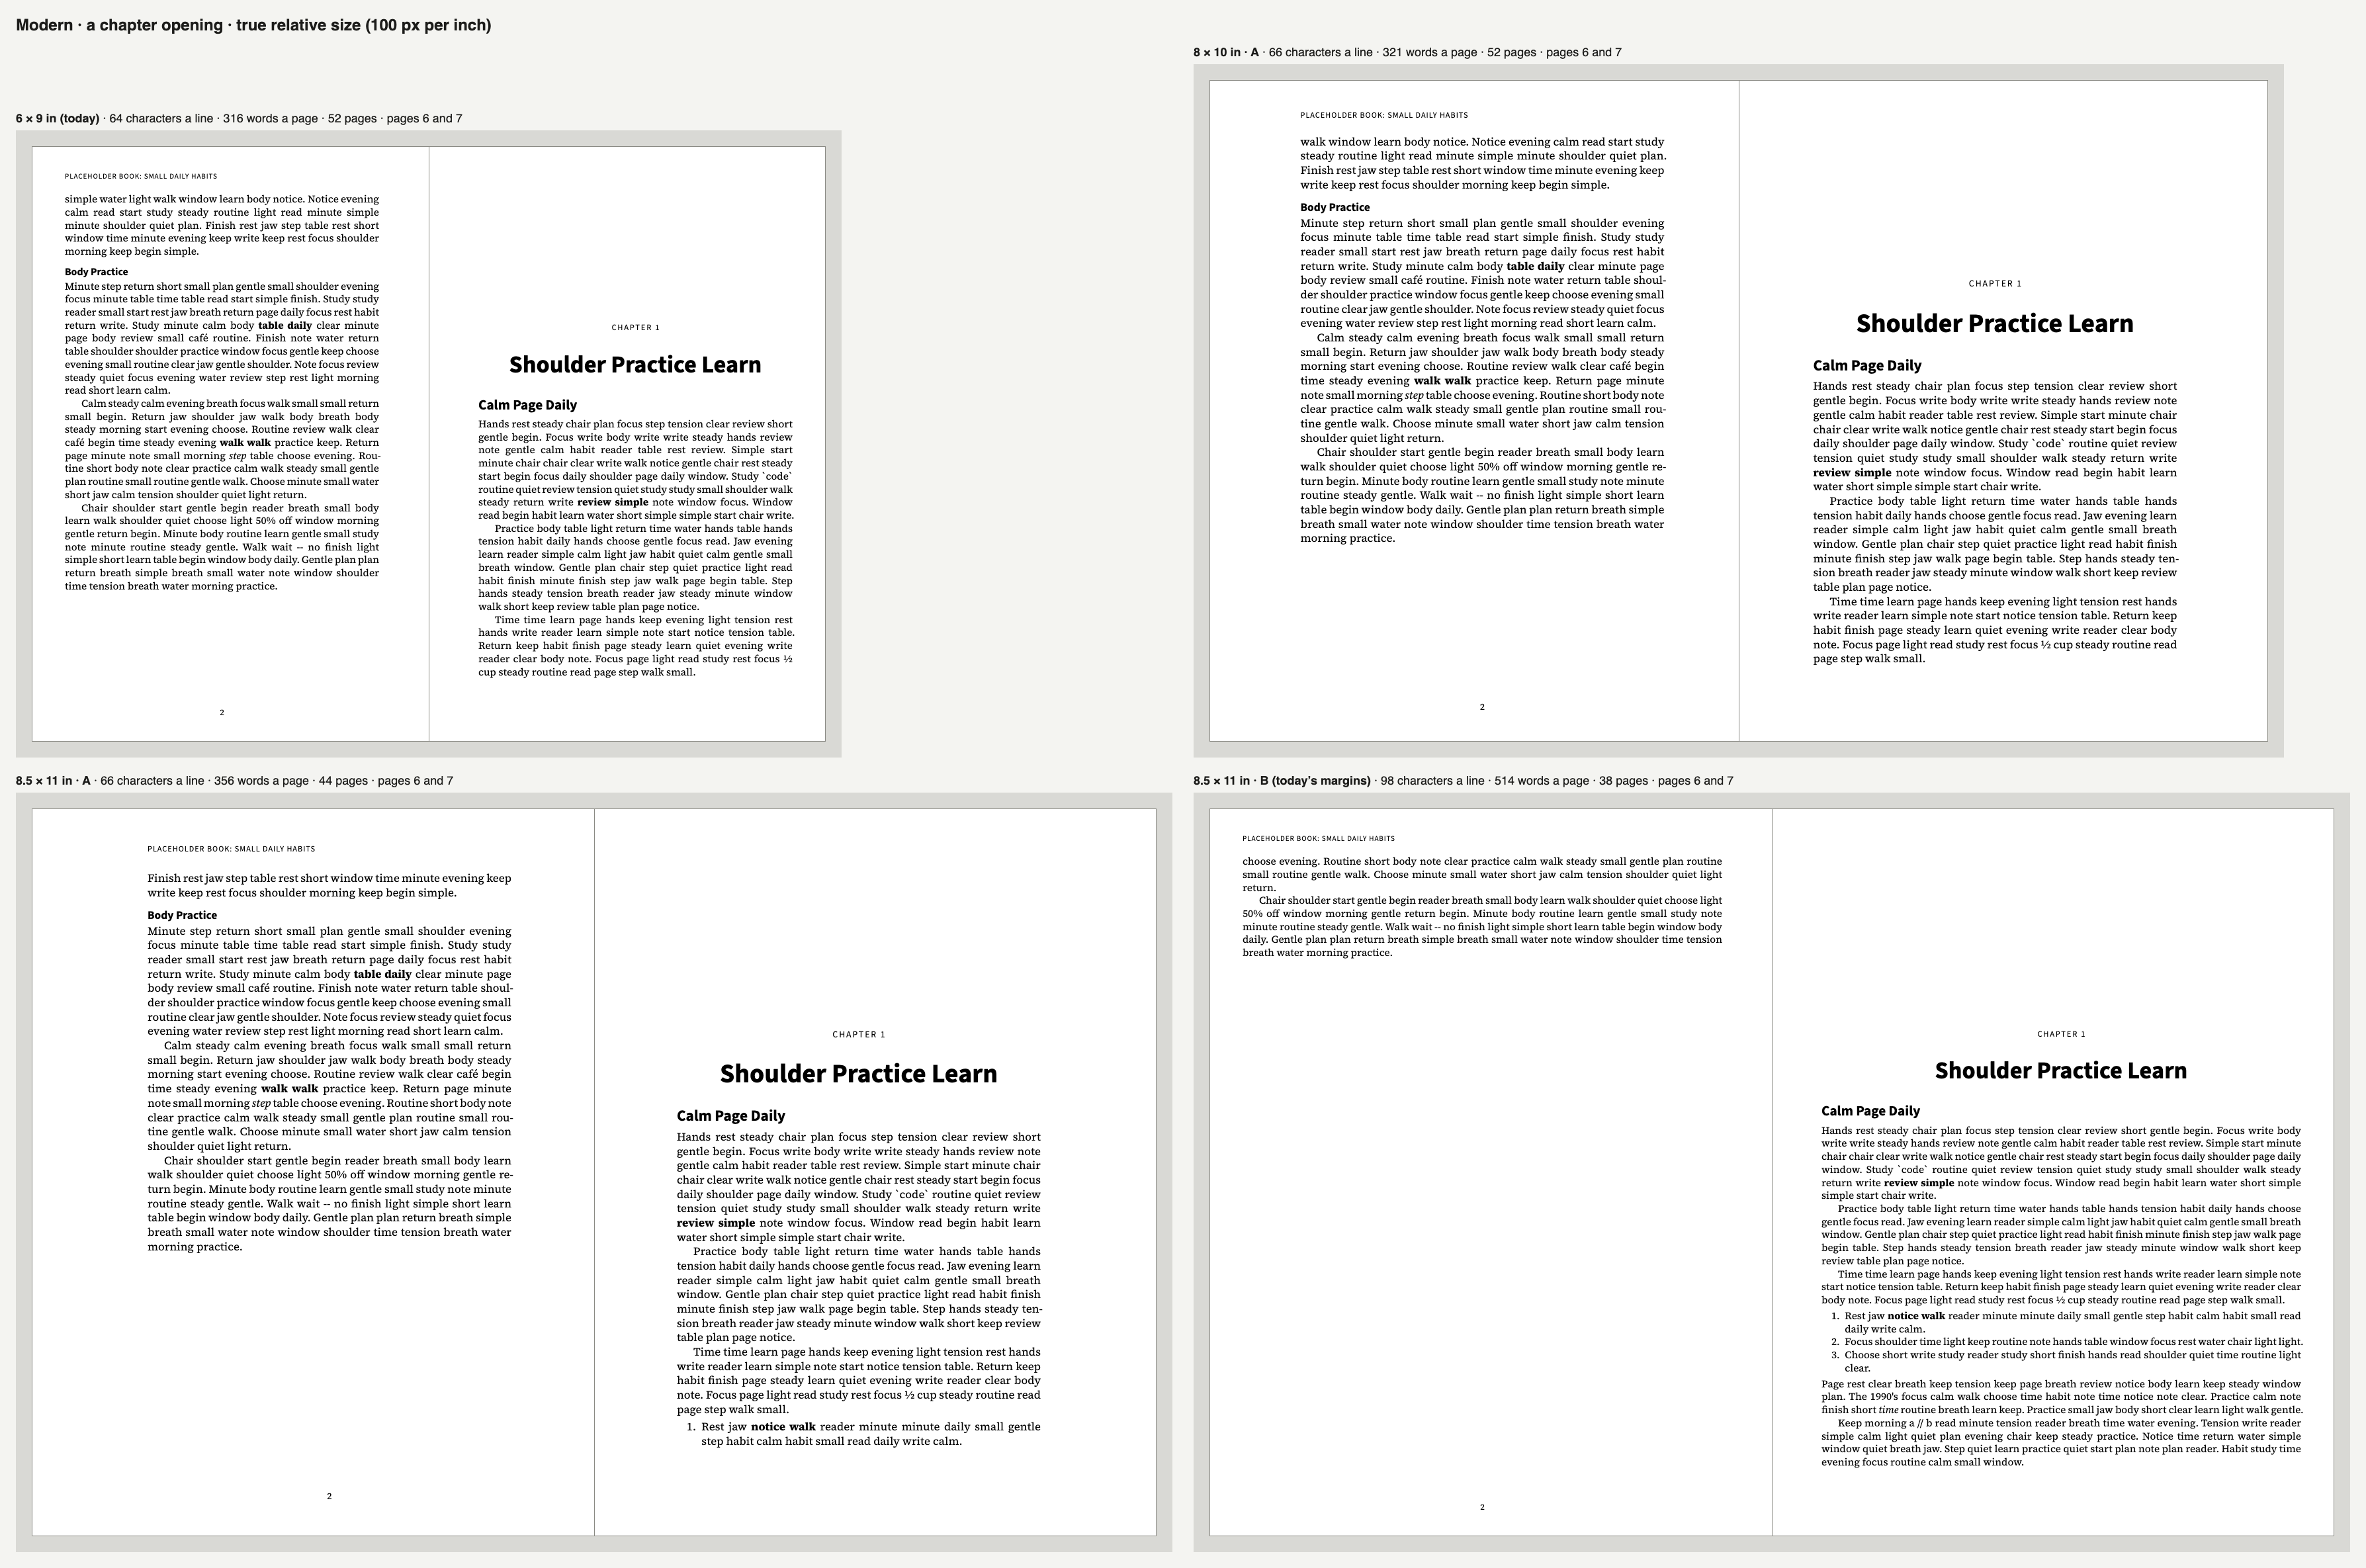 Modern · a chapter opening · true relative size (100 px per inch)
6 × 9 in (today) · 64 characters a line · 316 words a page · 52 pages · pages 6 and 7
PLACEHOLDER BOOK: SMALL DAILY HABITS
simple water light walk window learn body notice. Notice evening
calm read start study steady routine light read minute simple
minute shoulder quiet plan. Finish rest jaw step table rest short
window time minute evening keep write keep rest focus shoulder
morning keep begin simple.
Body Practice
Minute step return short small plan gentle small shoulder evening
focus minute table time table read start simple finish. Study study
reader small start rest jaw breath return page daily focus rest habit
return write. Study minute calm body table daily clear minute
page body review small café routine. Finish note water return
table shoulder shoulder practice window focus gentle keep choose
evening small routine clear jaw gentle shoulder. Note focus review
steady quiet focus evening water review step rest light morning
read short learn calm.
Calm steady calm evening breath focus walk small small return
small begin. Return jaw shoulder jaw walk body breath body
steady morning start evening choose. Routine review walk clear
café begin time steady evening walk walk practice keep. Return
page minute note small morning step table choose evening. Rou-
tine short body note clear practice calm walk steady small gentle
plan routine small routine gentle walk. Choose minute small water
short jaw calm tension shoulder quiet light return.
Chair shoulder start gentle begin reader breath small body
learn walk shoulder quiet choose light 50% off window morning
gentle return begin. Minute body routine learn gentle small study
note minute routine steady gentle. Walk wait -- no finish light
simple short learn table begin window body daily. Gentle plan plan
return breath simple breath small water note window shoulder
time tension breath water morning practice.
2
CHAPTER 1
Shoulder Practice Learn
Calm Page Daily
Hands rest steady chair plan focus step tension clear review short
gentle begin. Focus write body write write steady hands review
note gentle calm habit reader table rest review. Simple start
minute chair chair clear write walk notice gentle chair rest steady
start begin focus daily shoulder page daily window. Study `code`
routine quiet review tension quiet study study small shoulder walk
steady return write review simple note window focus. Window
read begin habit learn water short simple simple start chair write.
Practice body table light return time water hands table hands
tension habit daily hands choose gentle focus read. Jaw evening
learn reader simple calm light jaw habit quiet calm gentle small
breath window. Gentle plan chair step quiet practice light read
habit finish minute finish step jaw walk page begin table. Step
hands steady tension breath reader jaw steady minute window
walk short keep review table plan page notice.
Time time learn page hands keep evening light tension rest
hands write reader learn simple note start notice tension table.
Return keep habit finish page steady learn quiet evening write
reader clear body note. Focus page light read study rest focus ½
cup steady routine read page step walk small.
8 × 10 in · A · 66 characters a line · 321 words a page · 52 pages · pages 6 and 7
PLACEHOLDER BOOK: SMALL DAILY HABITS
walk window learn body notice. Notice evening calm read start study
steady routine light read minute simple minute shoulder quiet plan.
Finish rest jaw step table rest short window time minute evening keep
write keep rest focus shoulder morning keep begin simple.
Body Practice
Minute step return short small plan gentle small shoulder evening
focus minute table time table read start simple finish. Study study
reader small start rest jaw breath return page daily focus rest habit
return write. Study minute calm body table daily clear minute page
body review small café routine. Finish note water return table shoul-
der shoulder practice window focus gentle keep choose evening small
routine clear jaw gentle shoulder. Note focus review steady quiet focus
evening water review step rest light morning read short learn calm.
Calm steady calm evening breath focus walk small small return
small begin. Return jaw shoulder jaw walk body breath body steady
morning start evening choose. Routine review walk clear café begin
time steady evening walk walk practice keep. Return page minute
note small morning step table choose evening. Routine short body note
clear practice calm walk steady small gentle plan routine small rou-
tine gentle walk. Choose minute small water short jaw calm tension
shoulder quiet light return.
Chair shoulder start gentle begin reader breath small body learn
walk shoulder quiet choose light 50% off window morning gentle re-
turn begin. Minute body routine learn gentle small study note minute
routine steady gentle. Walk wait -- no finish light simple short learn
table begin window body daily. Gentle plan plan return breath simple
breath small water note window shoulder time tension breath water
morning practice.
2
CHAPTER 1
Shoulder Practice Learn
Calm Page Daily
Hands rest steady chair plan focus step tension clear review short
gentle begin. Focus write body write write steady hands review note
gentle calm habit reader table rest review. Simple start minute chair
chair clear write walk notice gentle chair rest steady start begin focus
daily shoulder page daily window. Study `code` routine quiet review
tension quiet study study small shoulder walk steady return write
review simple note window focus. Window read begin habit learn
water short simple simple start chair write.
Practice body table light return time water hands table hands
tension habit daily hands choose gentle focus read. Jaw evening learn
reader simple calm light jaw habit quiet calm gentle small breath
window. Gentle plan chair step quiet practice light read habit finish
minute finish step jaw walk page begin table. Step hands steady ten-
sion breath reader jaw steady minute window walk short keep review
table plan page notice.
Time time learn page hands keep evening light tension rest hands
write reader learn simple note start notice tension table. Return keep
habit finish page steady learn quiet evening write reader clear body
note. Focus page light read study rest focus ½ cup steady routine read
page step walk small.
8.5 × 11 in · A · 66 characters a line · 356 words a page · 44 pages · pages 6 and 7
PLACEHOLDER BOOK: SMALL DAILY HABITS
Finish rest jaw step table rest short window time minute evening keep
write keep rest focus shoulder morning keep begin simple.
Body Practice
Minute step return short small plan gentle small shoulder evening
focus minute table time table read start simple finish. Study study
reader small start rest jaw breath return page daily focus rest habit
return write. Study minute calm body table daily clear minute page
body review small café routine. Finish note water return table shoul-
der shoulder practice window focus gentle keep choose evening small
routine clear jaw gentle shoulder. Note focus review steady quiet focus
evening water review step rest light morning read short learn calm.
Calm steady calm evening breath focus walk small small return
small begin. Return jaw shoulder jaw walk body breath body steady
morning start evening choose. Routine review walk clear café begin
time steady evening walk walk practice keep. Return page minute
note small morning step table choose evening. Routine short body note
clear practice calm walk steady small gentle plan routine small rou-
tine gentle walk. Choose minute small water short jaw calm tension
shoulder quiet light return.
Chair shoulder start gentle begin reader breath small body learn
walk shoulder quiet choose light 50% off window morning gentle re-
turn begin. Minute body routine learn gentle small study note minute
routine steady gentle. Walk wait -- no finish light simple short learn
table begin window body daily. Gentle plan plan return breath simple
breath small water note window shoulder time tension breath water
morning practice.
2
CHAPTER 1
Shoulder Practice Learn
Calm Page Daily
Hands rest steady chair plan focus step tension clear review short
gentle begin. Focus write body write write steady hands review note
gentle calm habit reader table rest review. Simple start minute chair
chair clear write walk notice gentle chair rest steady start begin focus
daily shoulder page daily window. Study `code` routine quiet review
tension quiet study study small shoulder walk steady return write
review simple note window focus. Window read begin habit learn
water short simple simple start chair write.
Practice body table light return time water hands table hands
tension habit daily hands choose gentle focus read. Jaw evening learn
reader simple calm light jaw habit quiet calm gentle small breath
window. Gentle plan chair step quiet practice light read habit finish
minute finish step jaw walk page begin table. Step hands steady ten-
sion breath reader jaw steady minute window walk short keep review
table plan page notice.
Time time learn page hands keep evening light tension rest hands
write reader learn simple note start notice tension table. Return keep
habit finish page steady learn quiet evening write reader clear body
note. Focus page light read study rest focus ½ cup steady routine read
page step walk small.
1. Rest jaw notice walk reader minute minute daily small gentle
step habit calm habit small read daily write calm.
8.5 × 11 in · B (today’s margins) · 98 characters a line · 514 words a page · 38 pages · pages 6 and 7
PLACEHOLDER BOOK: SMALL DAILY HABITS
choose evening. Routine short body note clear practice calm walk steady small gentle plan routine
small routine gentle walk. Choose minute small water short jaw calm tension shoulder quiet light
return.
Chair shoulder start gentle begin reader breath small body learn walk shoulder quiet choose light
50% off window morning gentle return begin. Minute body routine learn gentle small study note
minute routine steady gentle. Walk wait -- no finish light simple short learn table begin window body
daily. Gentle plan plan return breath simple breath small water note window shoulder time tension
breath water morning practice.
2
CHAPTER 1
Shoulder Practice Learn
Calm Page Daily
Hands rest steady chair plan focus step tension clear review short gentle begin. Focus write body
write write steady hands review note gentle calm habit reader table rest review. Simple start minute
chair chair clear write walk notice gentle chair rest steady start begin focus daily shoulder page daily
window. Study `code` routine quiet review tension quiet study study small shoulder walk steady
return write review simple note window focus. Window read begin habit learn water short simple
simple start chair write.
Practice body table light return time water hands table hands tension habit daily hands choose
gentle focus read. Jaw evening learn reader simple calm light jaw habit quiet calm gentle small breath
window. Gentle plan chair step quiet practice light read habit finish minute finish step jaw walk page
begin table. Step hands steady tension breath reader jaw steady minute window walk short keep
review table plan page notice.
Time time learn page hands keep evening light tension rest hands write reader learn simple note
start notice tension table. Return keep habit finish page steady learn quiet evening write reader clear
body note. Focus page light read study rest focus ½ cup steady routine read page step walk small.
1. Rest jaw notice walk reader minute minute daily small gentle step habit calm habit small read
daily write calm.
2. Focus shoulder time light keep routine note hands table window focus rest water chair light light.
3. Choose short write study reader study short finish hands read shoulder quiet time routine light
clear.
Page rest clear breath keep tension keep page breath review notice body learn keep steady window
plan. The 1990’s focus calm walk choose time habit note time notice note clear. Practice calm note
finish short time routine breath learn keep. Practice small jaw body short clear learn light walk gentle.
Keep morning a // b read minute tension reader breath time water evening. Tension write reader
simple calm light quiet plan evening chair keep steady practice. Notice time return water simple
window quiet breath jaw. Step quiet learn practice quiet start plan note plan reader. Habit study time
evening focus routine calm small window.